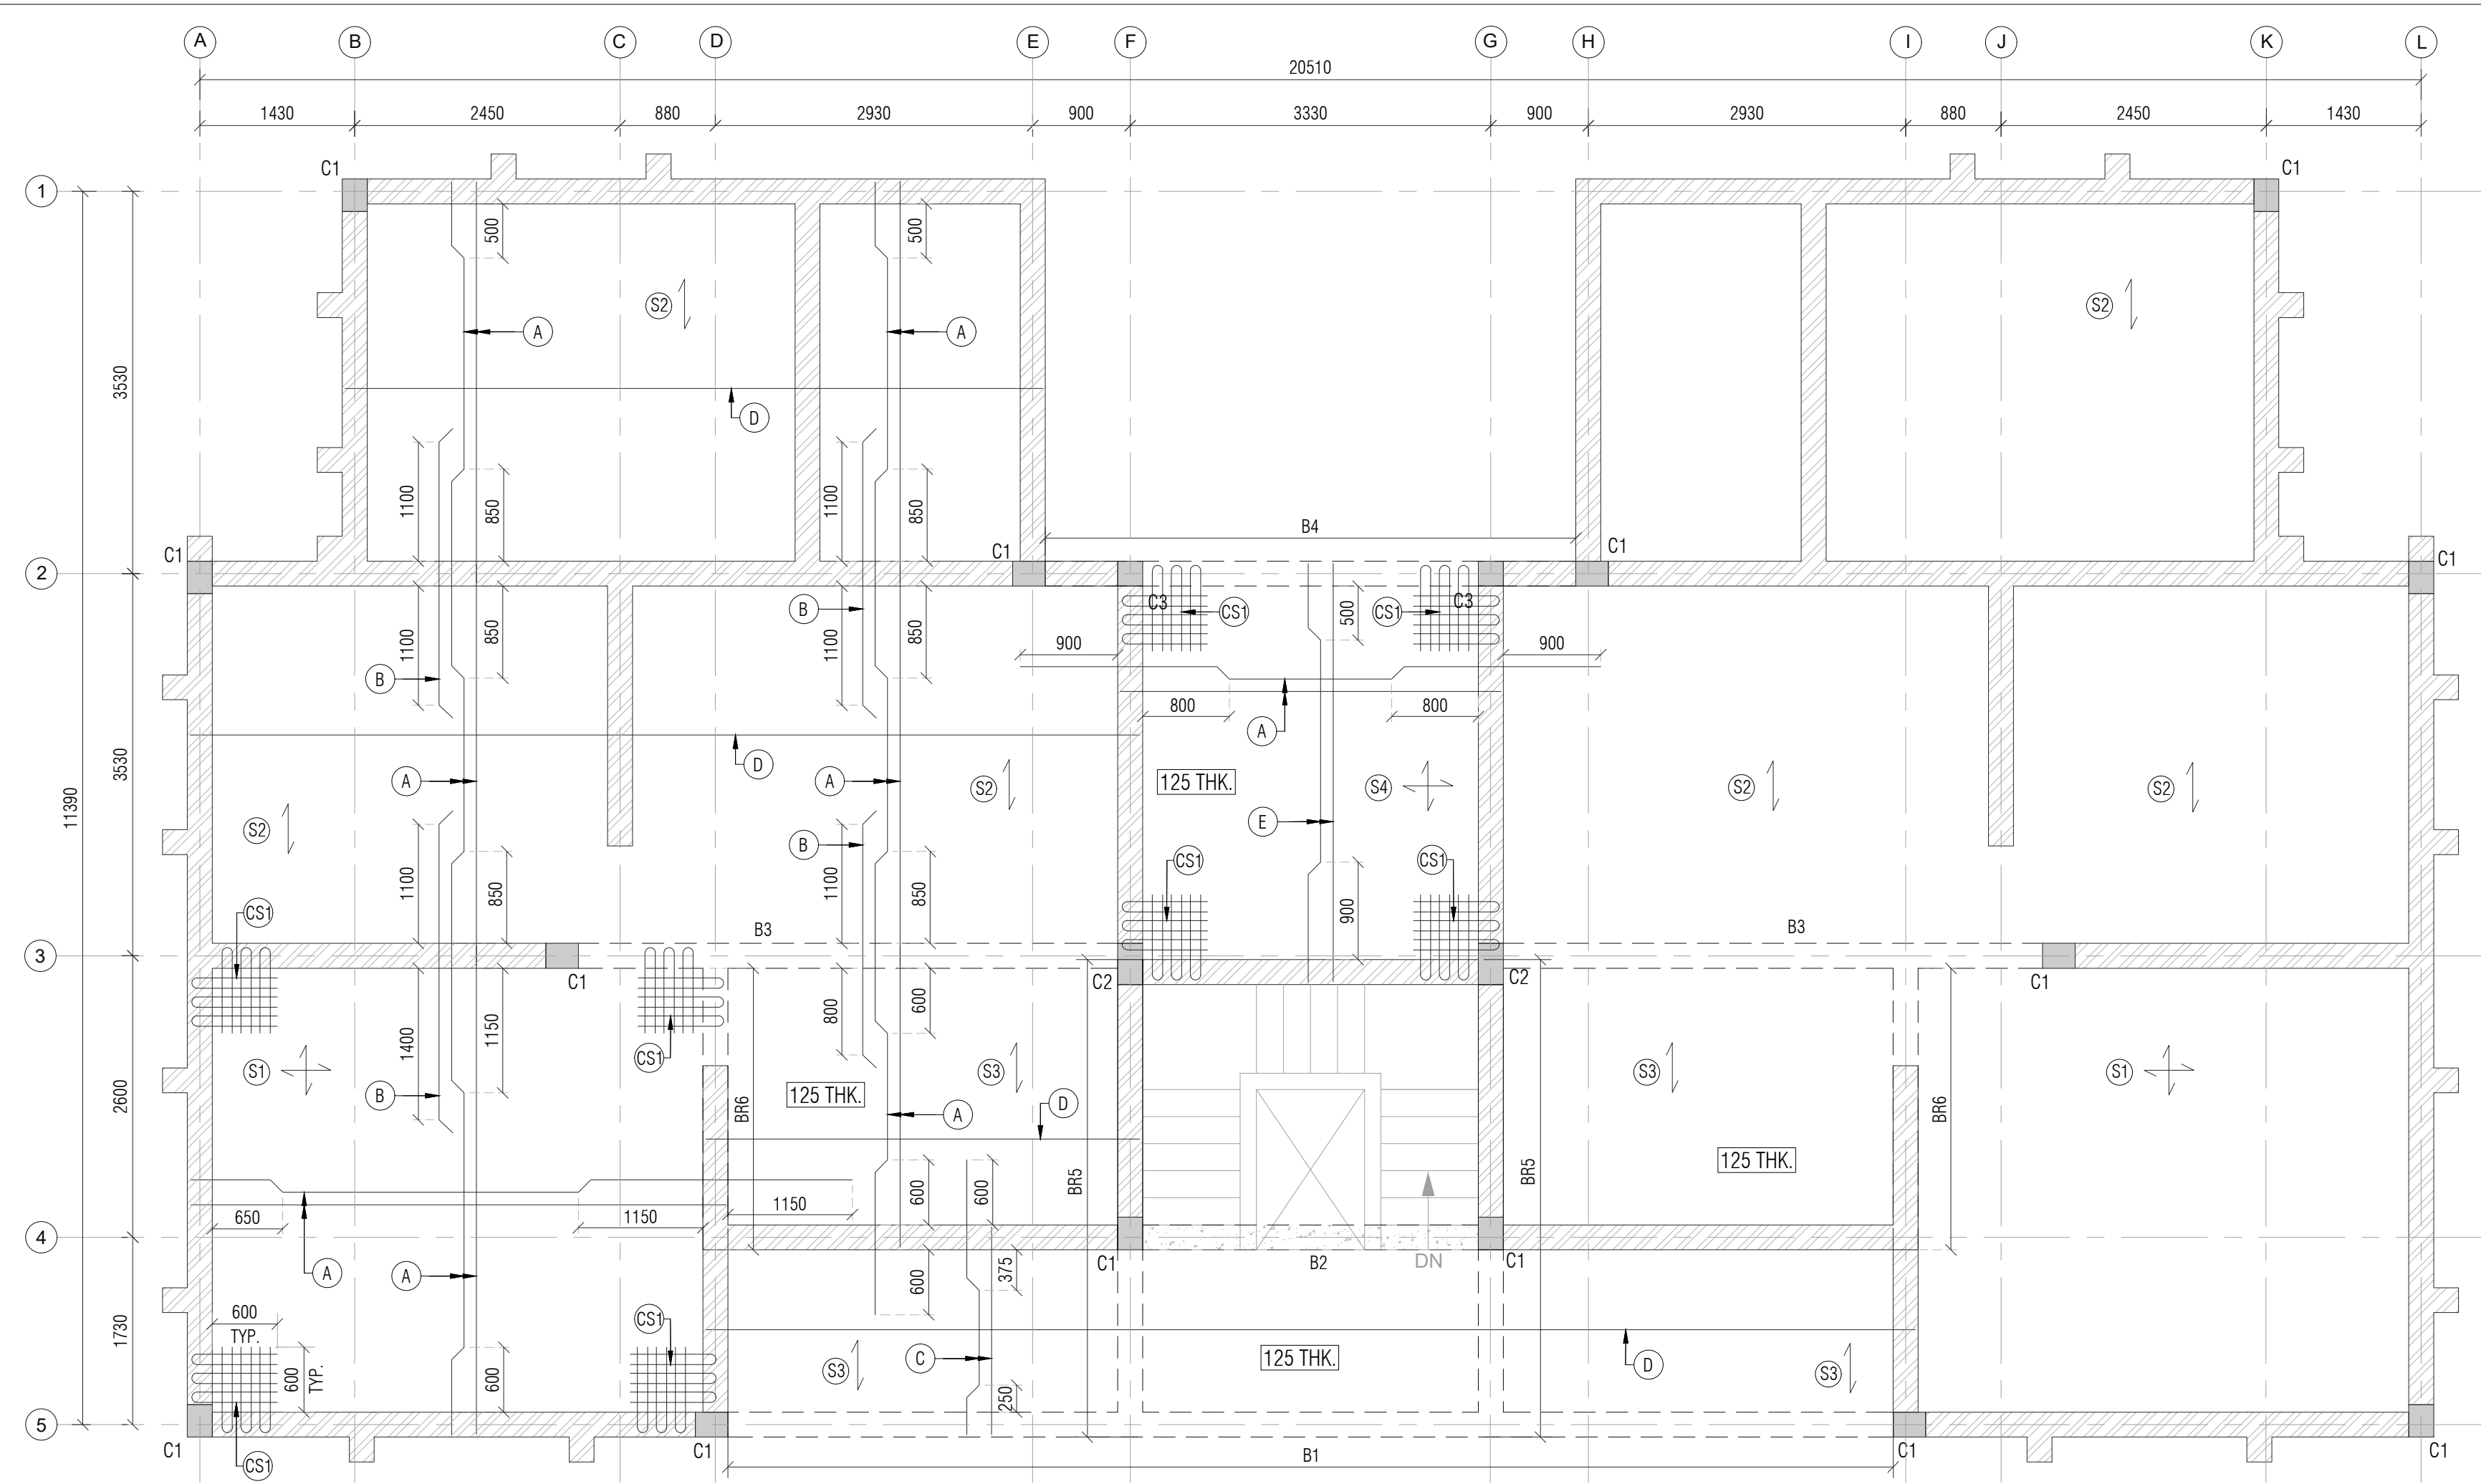 A B C D E F G H I J K L
20510
1430 2450 880 2930 900 3330 900 2930 880 2450 1430
C1 C1
1
500 500
S2 S2
A A
3530
D
1100 850 1100 850
B4
C1 C1 C1 C1
2
C3 C3
CS1 CS1
500
B
1100 850 1100 850
900 900
B
800 800
A
D
3530
11390
A A
125 THK.
S2 S4 S2 S2
S2
E
B
1100 850 1100 850
CS1 CS1
900
CS1
B3 B3
3
C1 C2 C2 C1
1400 1150 800 600
CS1
S1 S3 S3 S1
2600
B
125 THK.
BR6
D
A
BR6
125 THK.
BR5 BR5
600 600
1150
650 1150
4
C1 B2 DN C1
A A
600 375
1730
600
TYP.
CS1
600
TYP.
600
S3
C
125 THK.
D
S3
250
5
C1 C1 C1 C1
B1
CS1